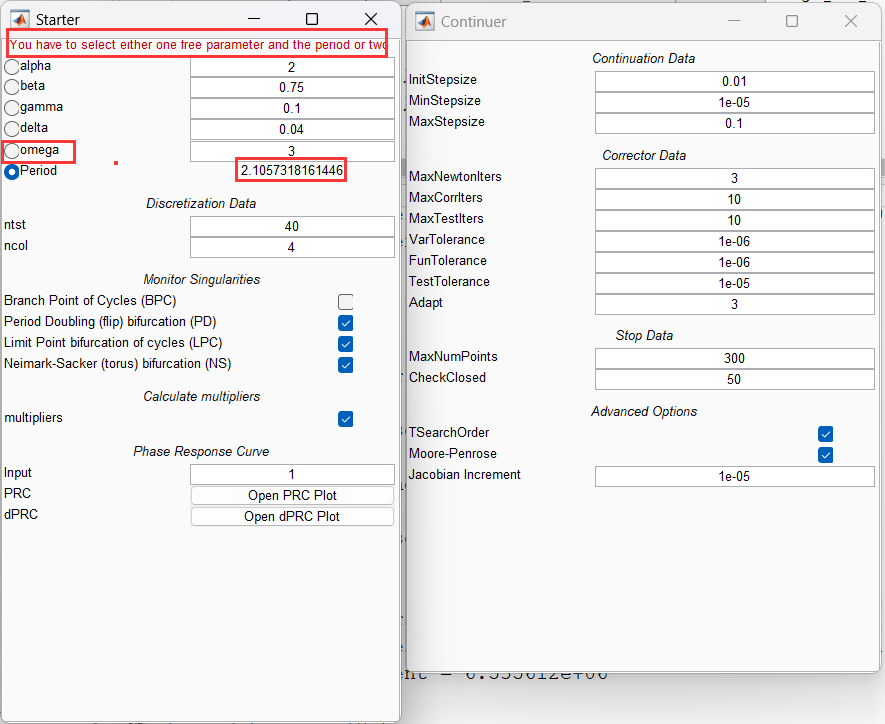 Starter
You have to select either one free parameter and the period or two
alpha 2
beta 0.75
gamma 0.1
delta 0.04
omega 3
Period 2.1057318161446
Discretization Data
ntst 40
ncol 4
Monitor Singularities
Branch Point of Cycles (BPC)
Period Doubling (flip) bifurcation (PD)
Limit Point bifurcation of cycles (LPC)
Neimark-Sacker (torus) bifurcation (NS)
Calculate multipliers
multipliers
Phase Response Curve
Input 1
PRC Open PRC Plot
dPRC Open dPRC Plot
Continuer
Continuation Data
InitStepsize 0.01
MinStepsize 1e-05
MaxStepsize 0.1
Corrector Data
MaxNewtonIters 3
MaxCorrIters 10
MaxTestIters 10
VarTolerance 1e-06
FunTolerance 1e-06
TestTolerance 1e-05
Adapt 3
Stop Data
MaxNumPoints 300
CheckClosed 50
Advanced Options
TSearchOrder
Moore-Penrose
Jacobian Increment 1e-05